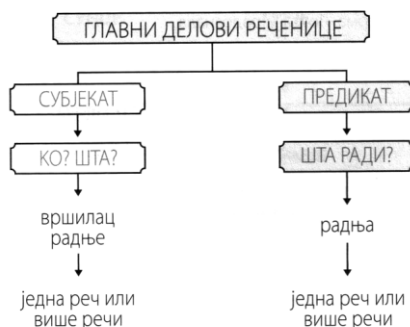 ГЛАВНИ ДЕЛОВИ РЕЧЕНИЦЕ
СУБЈЕКАТ
ПРЕДИКАТ
КО? ШТА?
ШТА РАДИ?
вршилац
радње
радња
једна реч или
више речи
једна реч или
више речи